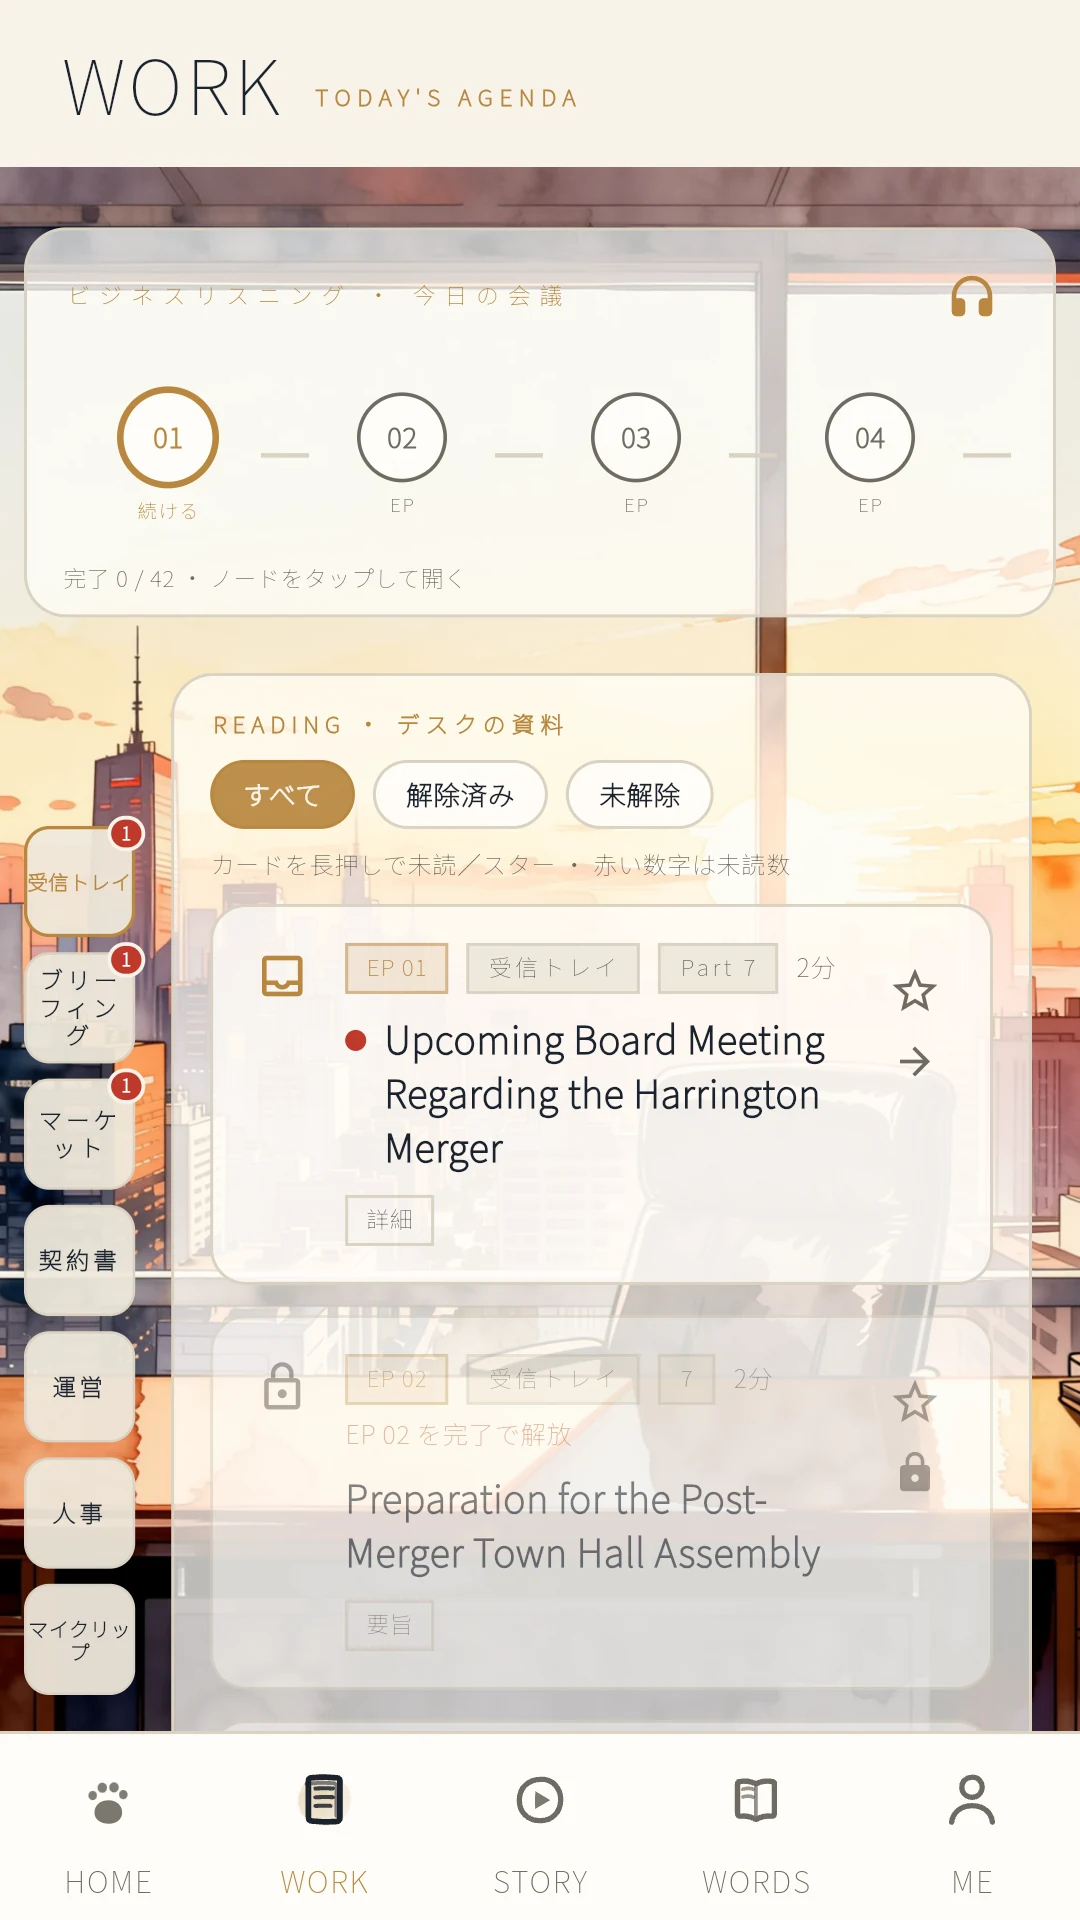 WORK TODAY'S AGENDA
ビジネスリスニング ・ 今日の会議
01
02
03
04
続ける
EP
EP
EP
完了 0 / 42 ・ ノードをタップして開く
READING ・ デスクの資料
すべて
解除済み
未解除
カードを長押しで未読／スター ・ 赤い数字は未読数
1
受信トレイ
1
ブリー
フィン
グ
1
マーケ
ット
契約書
運営
人事
マイクリッ
プ
EP 01 受信トレイ Part 7 2分
Upcoming Board Meeting
Regarding the Harrington
Merger
詳細
EP 02 受信トレイ 7 2分
EP 02 を完了で解放
Preparation for the Post-
Merger Town Hall Assembly
要旨
HOME
WORK
STORY
WORDS
ME